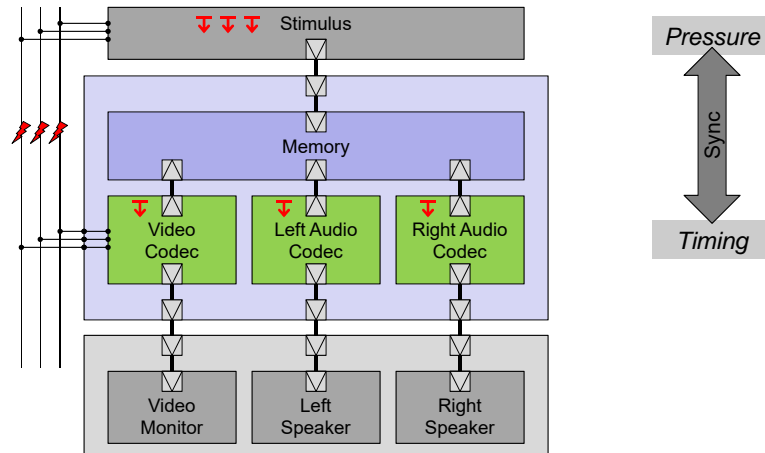 Stimulus
Pressure
Sync
Memory
Video
Codec
Left Audio
Codec
Right Audio
Codec
Timing
Video
Monitor
Left
Speaker
Right
Speaker